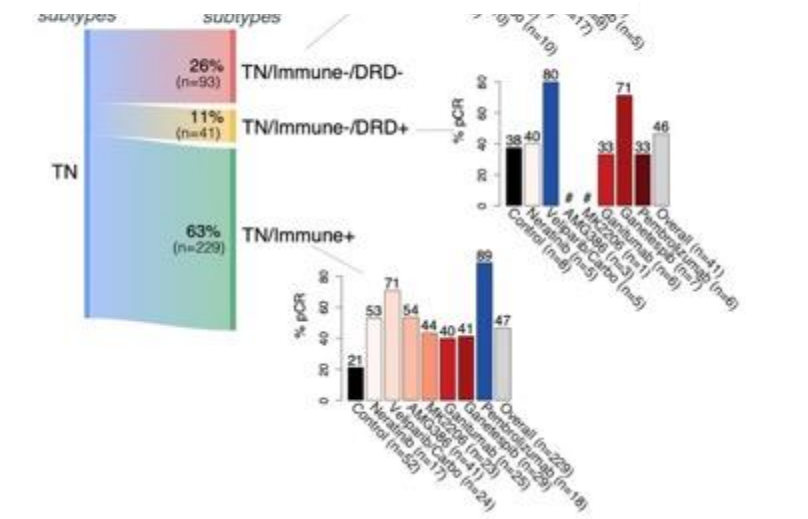 subtypes
subtypes
(n=10)
(n=17)
(n=5)
26%
(n=93)
TN/Immune-/DRD-
11%
(n=41)
TN/Immune-/DRD+
TN
63%
(n=229)
TN/Immune+
% pCR
0
20
40
60
80
38
40
80
#
#
33
71
33
46
Control (n=8)
Neratinib (n=5)
Veliparib/Carbo (n=5)
AMG386 (n=3)
MK2206 (n=1)
Ganitumab (n=6)
Ganetespib (n=7)
Pembrolizumab (n=6)
Overall (n=41)
% pCR
0
20
40
60
80
21
53
71
54
44
40
41
89
47
Control (n=52)
Neratinib (n=17)
Veliparib/Carbo (n=24)
AMG386 (n=41)
MK2206 (n=23)
Ganitumab (n=25)
Ganetespib (n=29)
Pembrolizumab (n=18)
Overall (n=229)